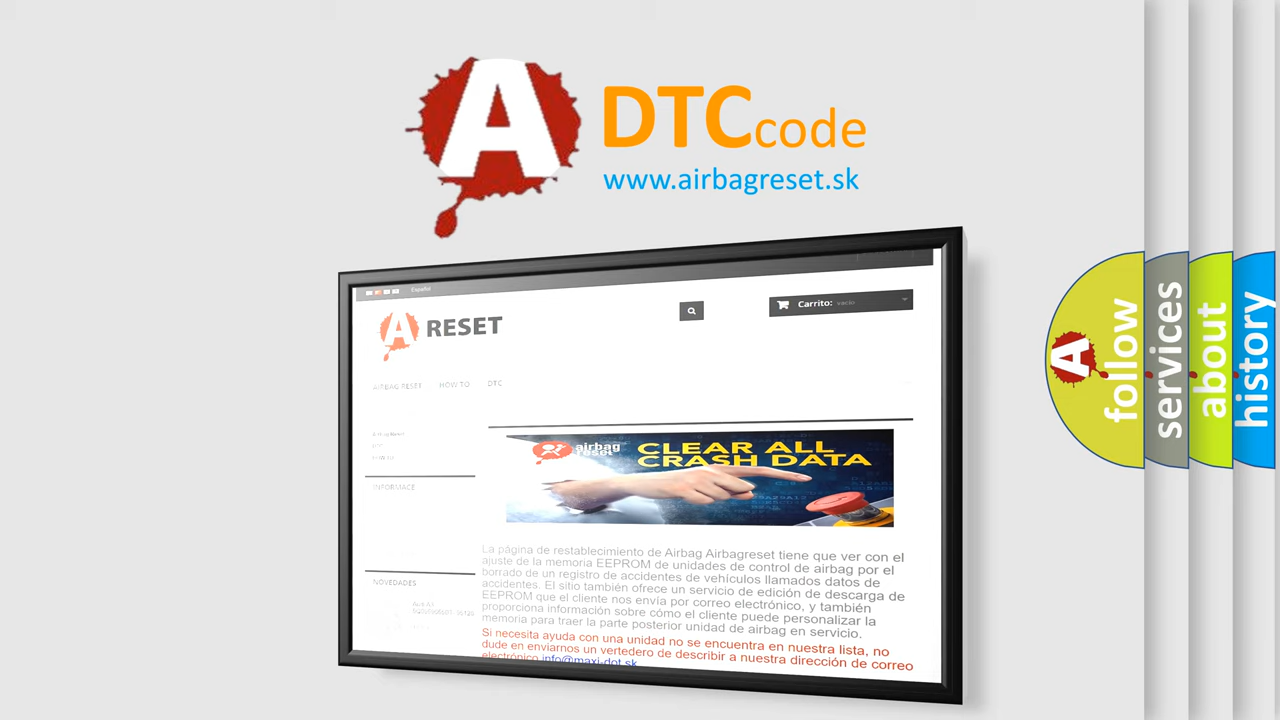 A
DTCcode
www.airbagreset.sk
Español
A RESET
Carrito: vacío
AIRBAG RESET HOW TO DTC
INFORMACE
NOVEDADES
airbag
reset
CLEAR ALL
CRASH DATA
La página de restablecimiento de Airbag Airbagreset tiene que ver con el
ajuste de la memoria EEPROM de unidades de control de airbag por el
borrado de un registro de accidentes de vehículos llamados datos de
accidentes. El sitio también ofrece un servicio de edición de descarga de
EEPROM que el cliente nos envía por correo electrónico, y también
proporciona información sobre cómo el cliente puede personalizar la
memoria para traer la parte posterior unidad de airbag en servicio.
Si necesita ayuda con una unidad no se encuentra en nuestra lista, no
dude en enviarnos un vertedero de describir a nuestra dirección de correo
electrónico info@maxi-dot.sk
A
follow
services
about
history